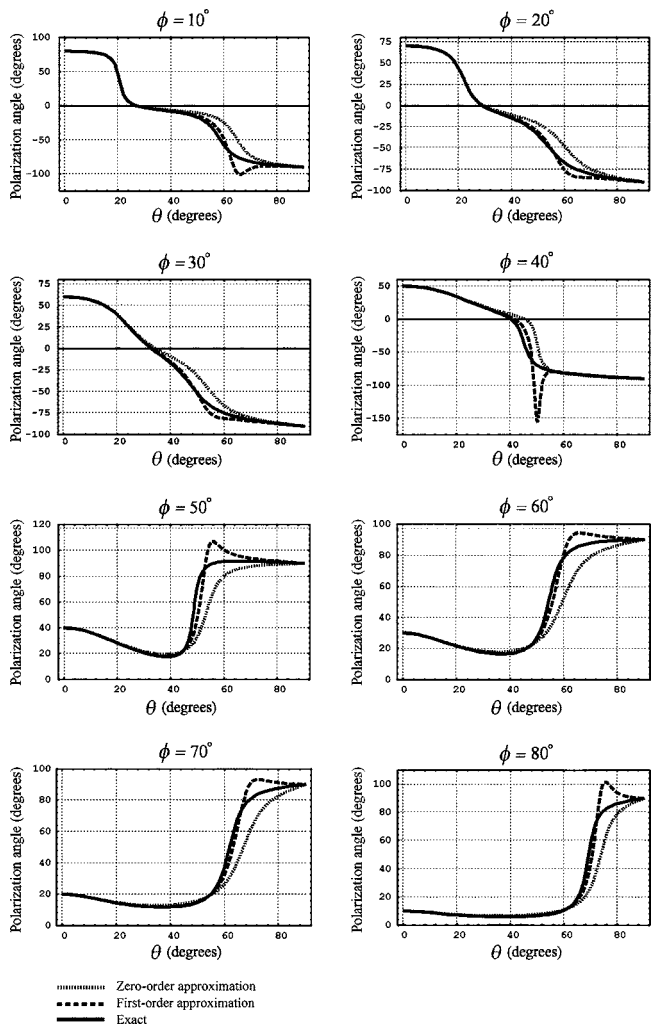 ϕ = 10°
Polarization angle (degrees)
100
50
0
−50
−100
0 20 40 60 80
θ (degrees)
ϕ = 20°
Polarization angle (degrees)
75
50
25
0
−25
−50
−75
−100
0 20 40 60 80
θ (degrees)
ϕ = 30°
Polarization angle (degrees)
75
50
25
0
−25
−50
−75
−100
0 20 40 60 80
θ (degrees)
ϕ = 40°
Polarization angle (degrees)
50
0
−50
−100
−150
0 20 40 60 80
θ (degrees)
ϕ = 50°
Polarization angle (degrees)
120
100
80
60
40
20
0
0 20 40 60 80
θ (degrees)
ϕ = 60°
Polarization angle (degrees)
100
80
60
40
20
0
0 20 40 60 80
θ (degrees)
ϕ = 70°
Polarization angle (degrees)
100
80
60
40
20
0
0 20 40 60 80
θ (degrees)
ϕ = 80°
Polarization angle (degrees)
100
80
60
40
20
0
0 20 40 60 80
θ (degrees)
Zero-order approximation
First-order approximation
Exact